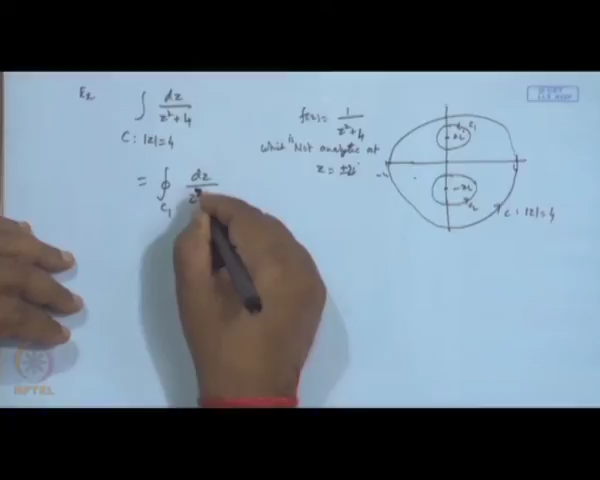 Ex ∫ dz / z²+4
C: |z|=4
= ∮ dz / z²
C₁
f(z) = 1 / z²+4
which is Not analytic at
z = ±2i
2i
C₁
-2i
C₂
C: |z|=4
NPTEL